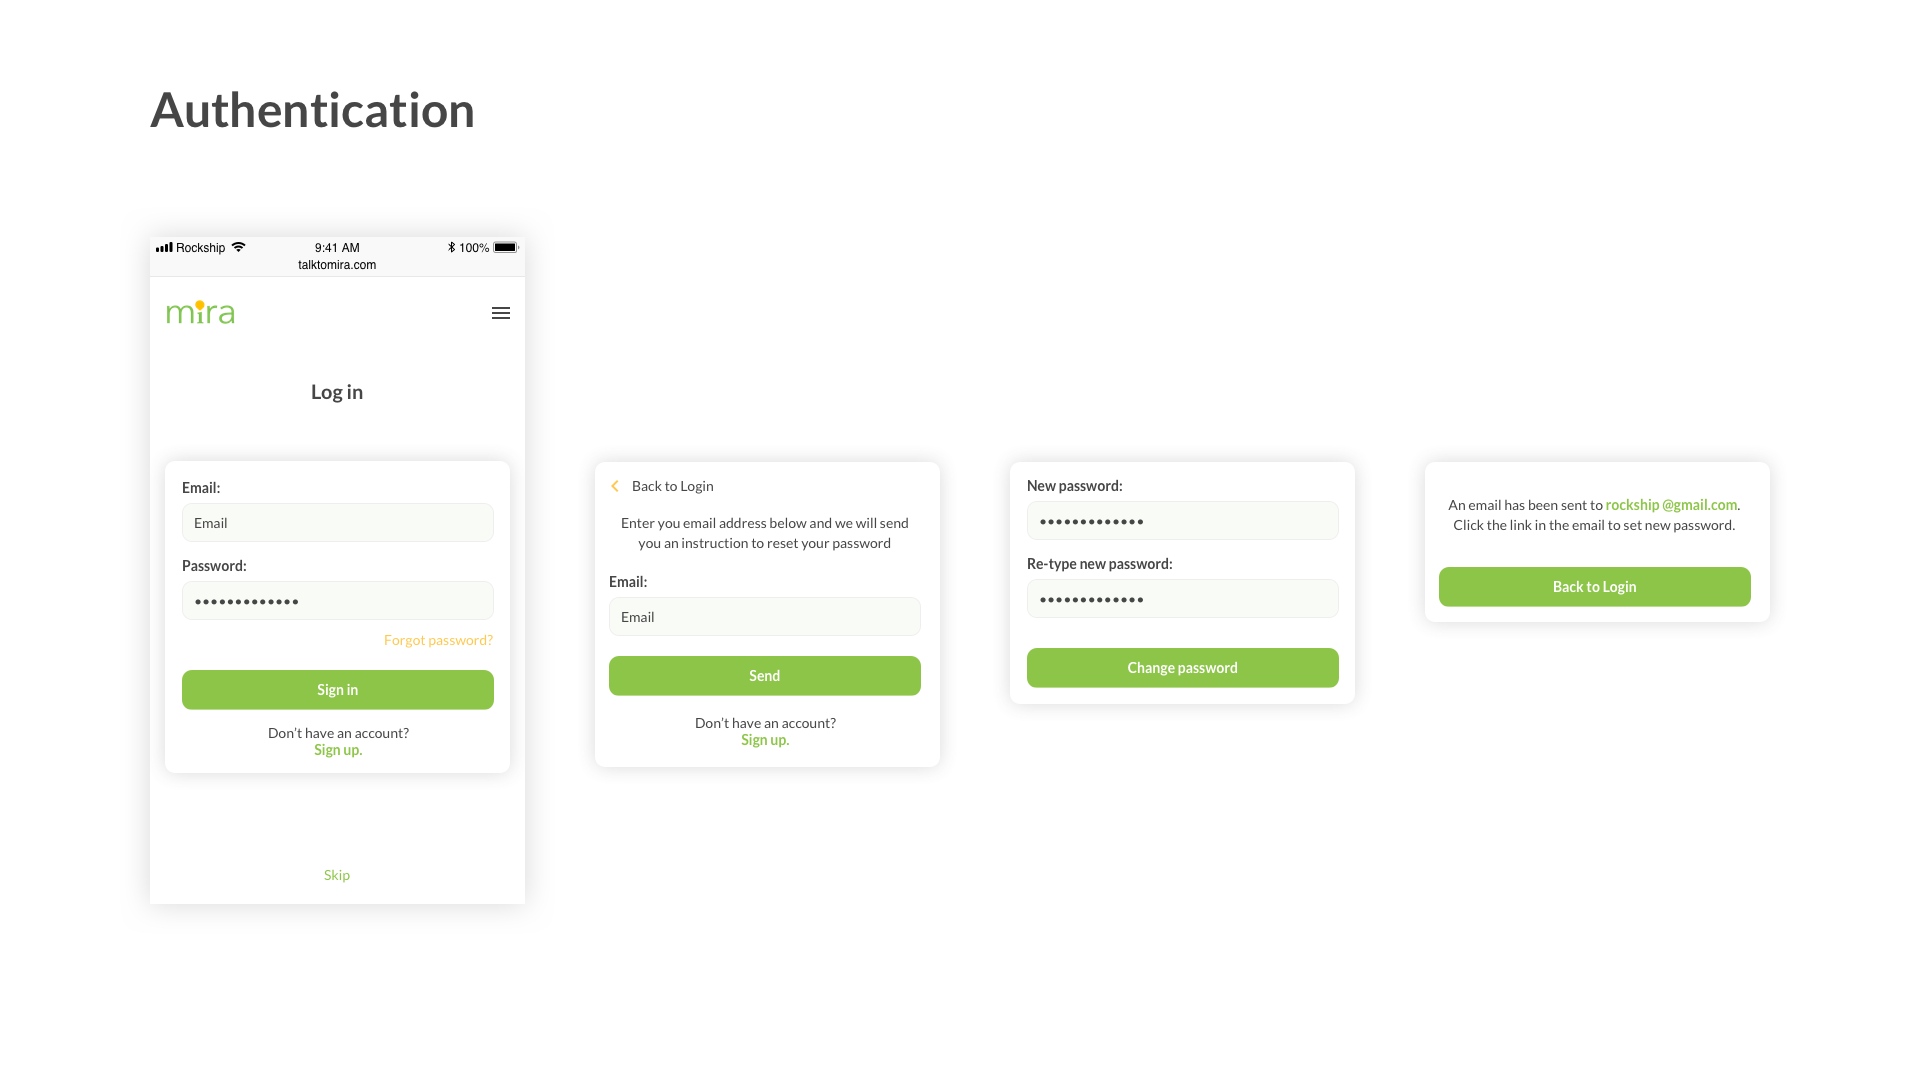 Authentication
Rockship
9:41 AM
100%
talktomira.com
mira
Log in
Email:
Email
Password:
•••••••••••••
Forgot password?
Sign in
Don't have an account?
Sign up.
Skip
Back to Login
Enter you email address below and we will send
you an instruction to reset your password
Email:
Email
Send
Don't have an account?
Sign up.
New password:
•••••••••••••
Re-type new password:
•••••••••••••
Change password
An email has been sent to rockship @gmail.com.
Click the link in the email to set new password.
Back to Login